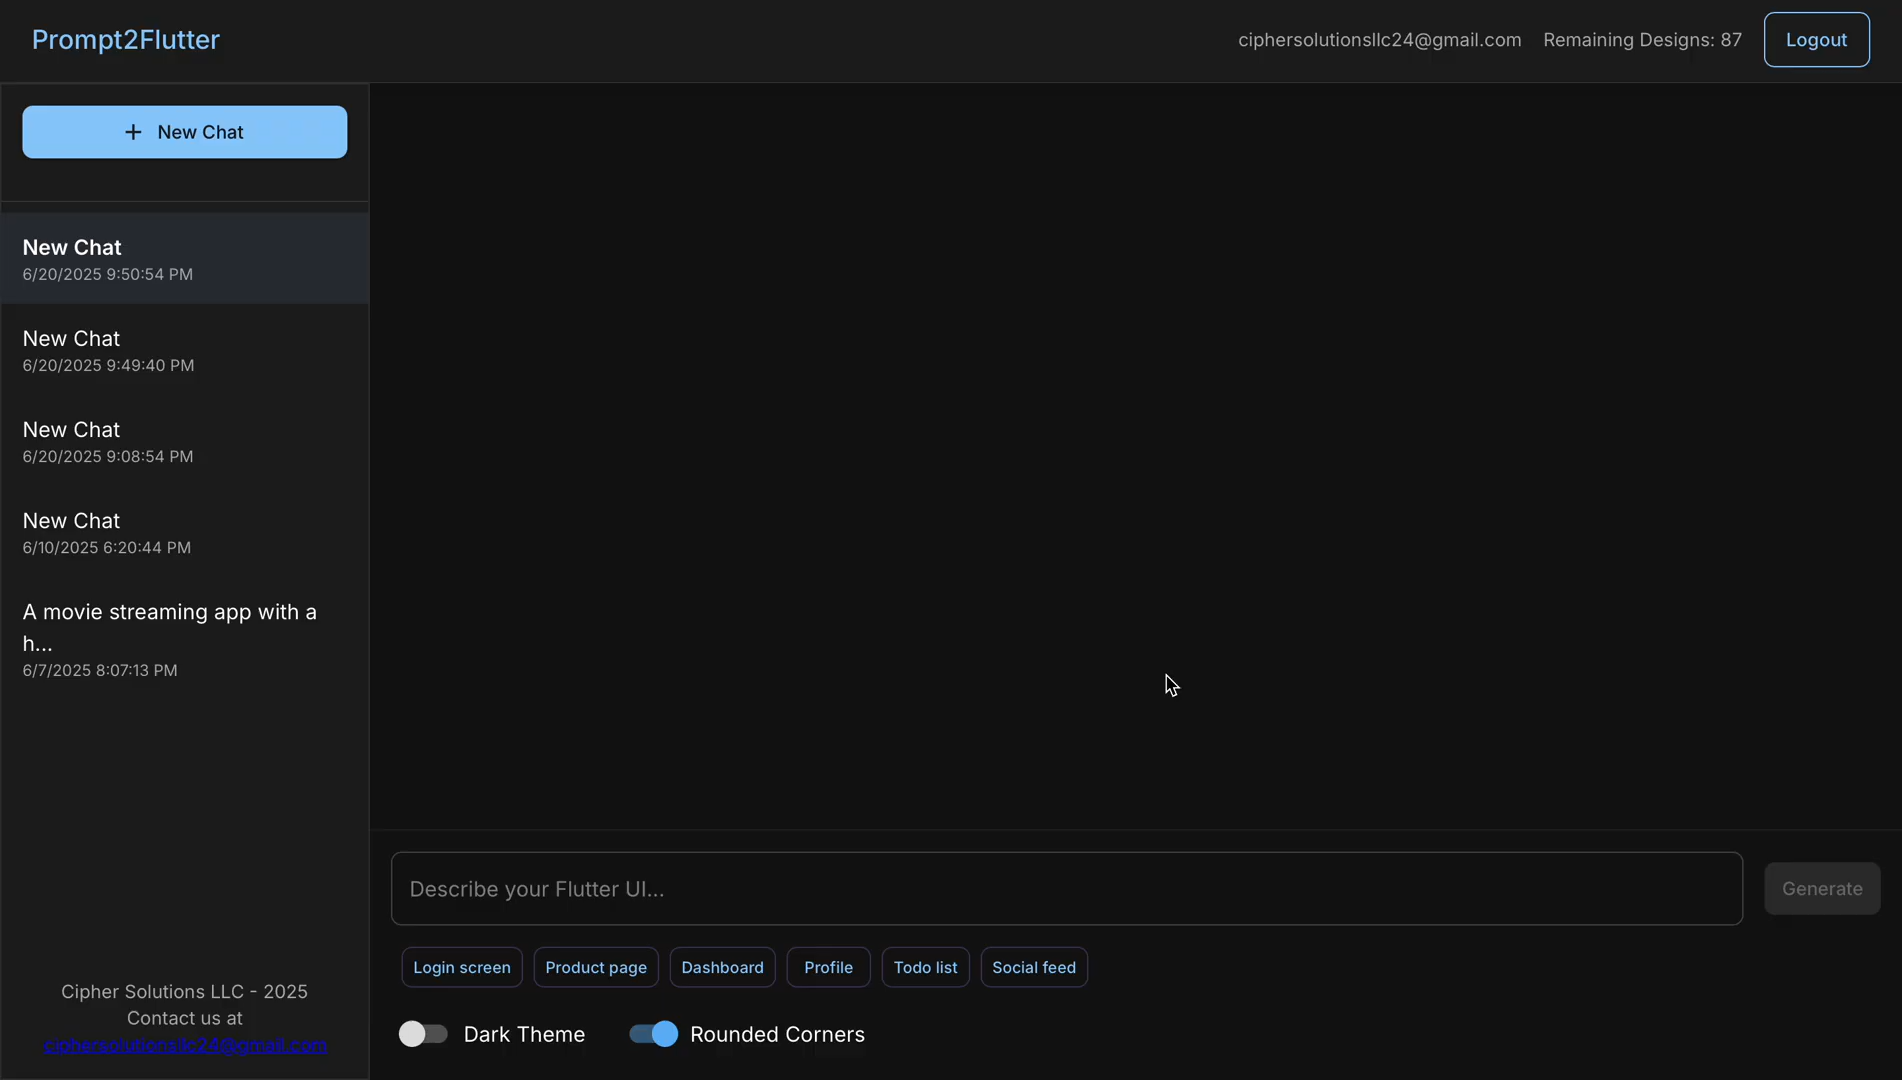 Prompt2Flutter
ciphersolutionsllc24@gmail.com Remaining Designs: 87 Logout
+ New Chat
New Chat
6/20/2025 9:50:54 PM
New Chat
6/20/2025 9:49:40 PM
New Chat
6/20/2025 9:08:54 PM
New Chat
6/10/2025 6:20:44 PM
A movie streaming app with a
h...
6/7/2025 8:07:13 PM
Cipher Solutions LLC - 2025
Contact us at
ciphersolutionsllc24@gmail.com
Describe your Flutter UI...
Generate
Login screen Product page Dashboard Profile Todo list Social feed
Dark Theme Rounded Corners